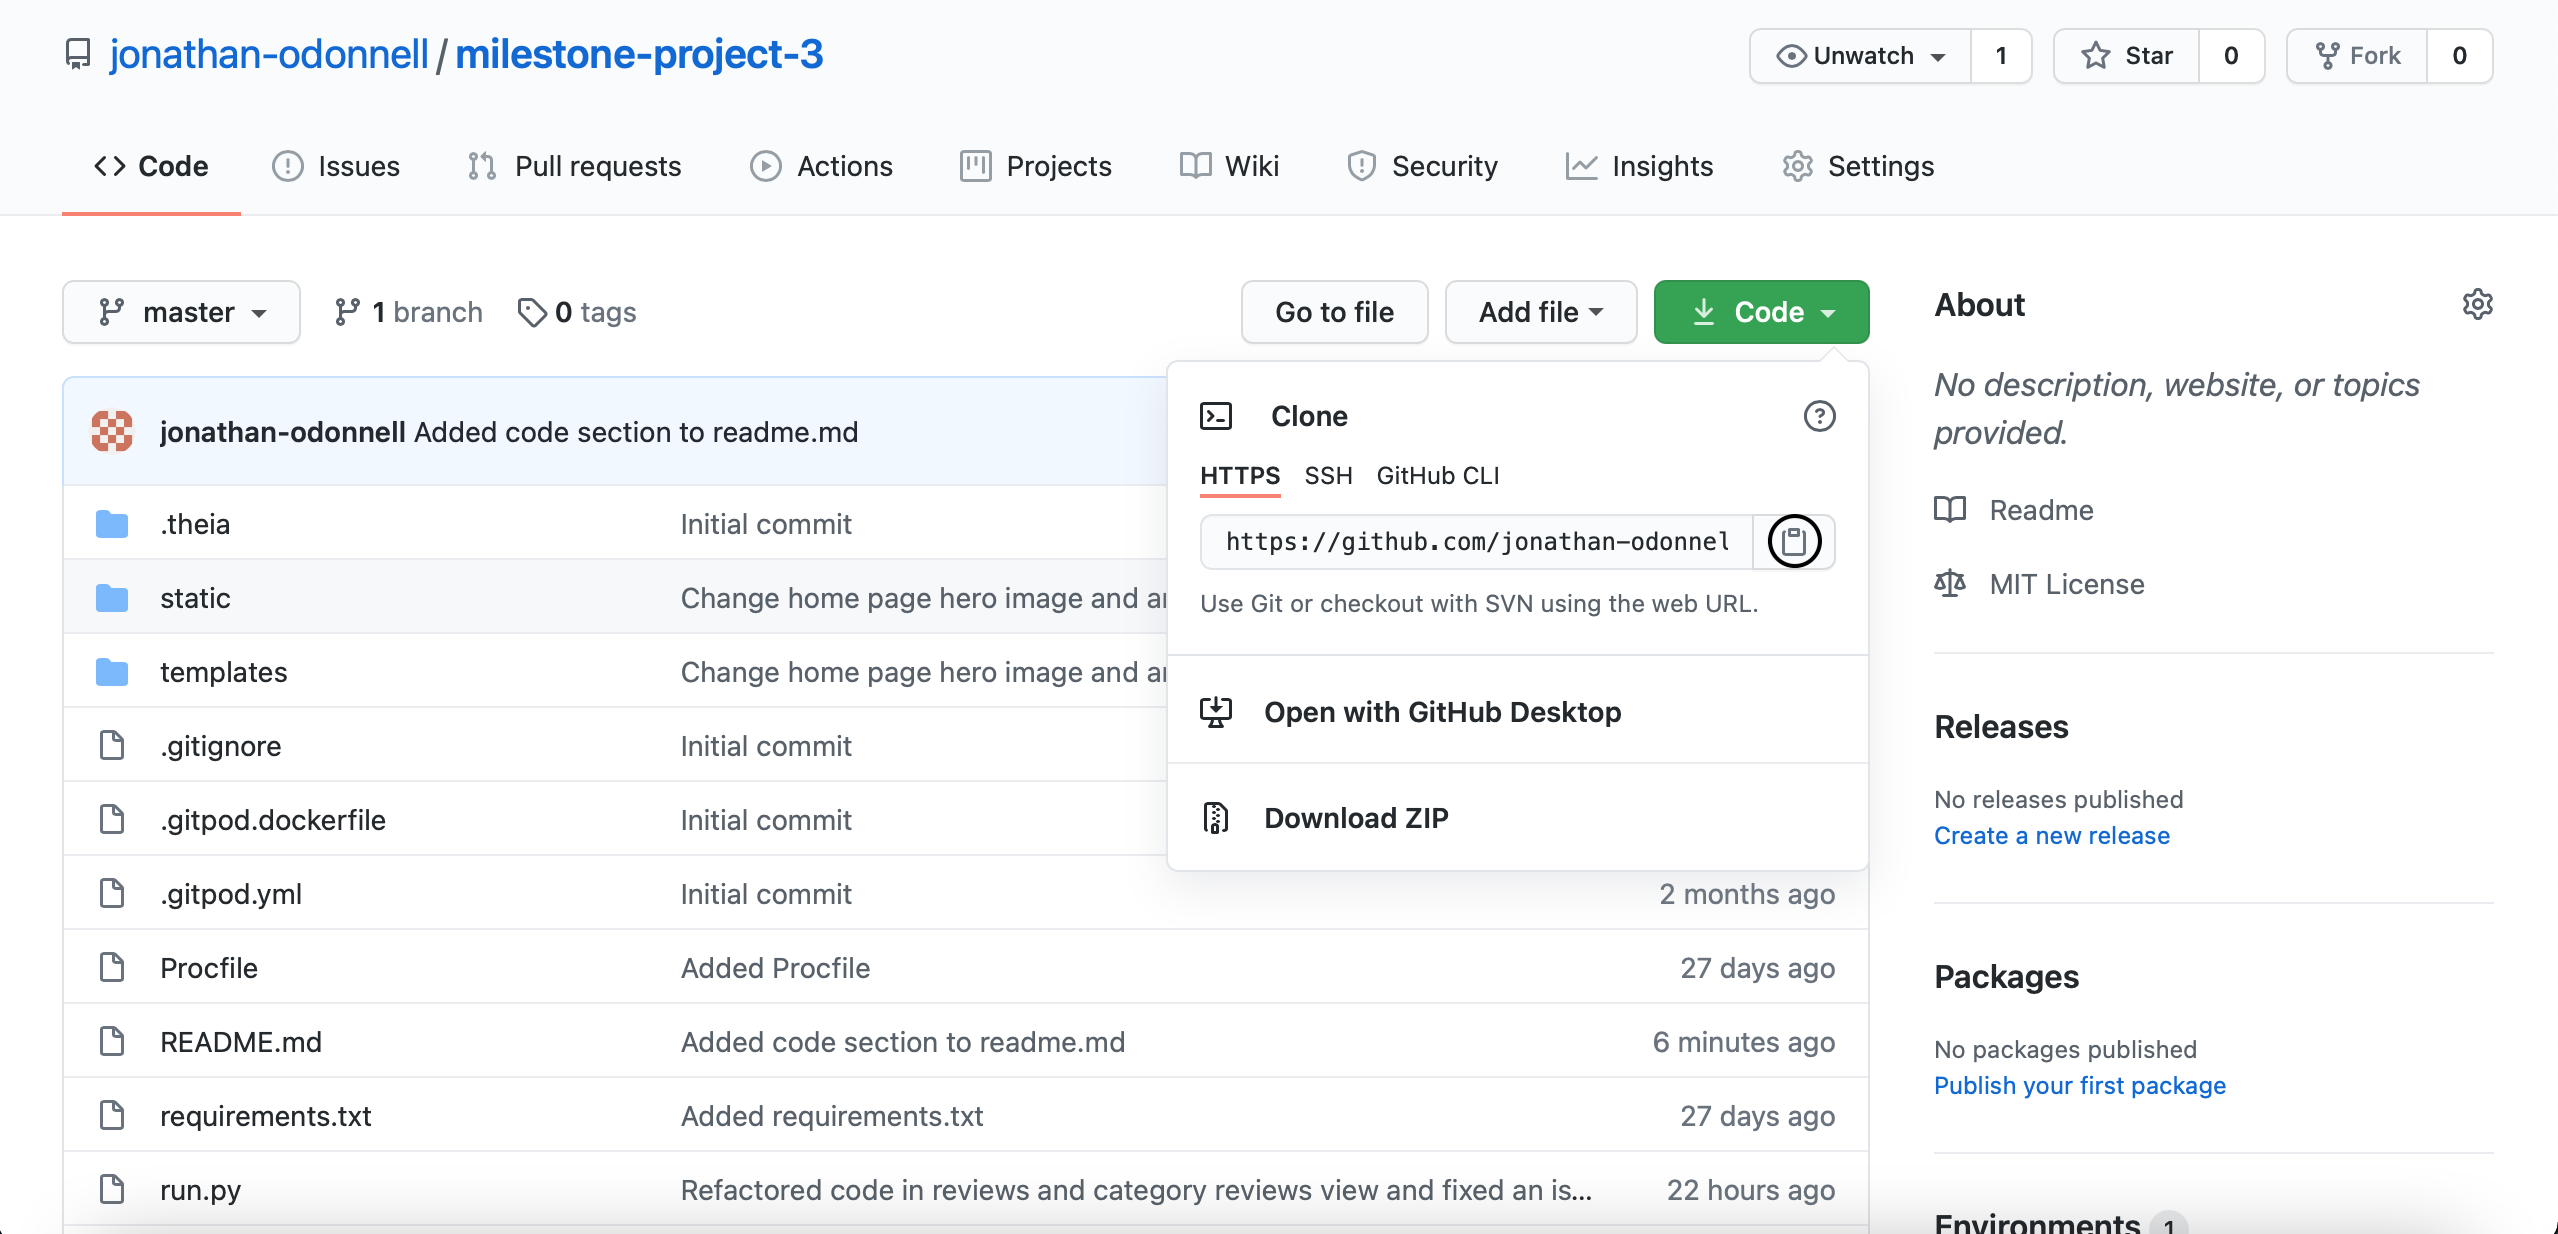 jonathan-odonnell / milestone-project-3
Unwatch 1 Star 0 Fork 0
Code Issues Pull requests Actions Projects Wiki Security Insights Settings
master 1 branch 0 tags Go to file Add file Code
jonathan-odonnell Added code section to readme.md
.theia Initial commit
static Change home page hero image and
templates Change home page hero image and
.gitignore Initial commit
.gitpod.dockerfile Initial commit
.gitpod.yml Initial commit 2 months ago
Procfile Added Procfile 27 days ago
README.md Added code section to readme.md 6 minutes ago
requirements.txt Added requirements.txt 27 days ago
run.py Refactored code in reviews and category reviews view and fixed an is... 22 hours ago
Clone
HTTPS SSH GitHub CLI
https://github.com/jonathan-odonnel
Use Git or checkout with SVN using the web URL.
Open with GitHub Desktop
Download ZIP
About
No description, website, or topics
provided.
Readme
MIT License
Releases
No releases published
Create a new release
Packages
No packages published
Publish your first package
Environments 1